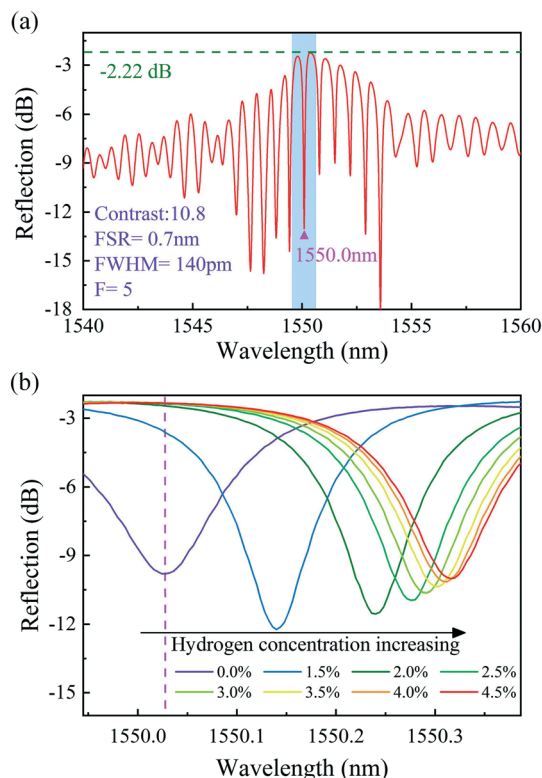 (a)
-2.22 dB
-3
-6
-9
-12
-15
-18
Reflection (dB)
Contrast:10.8
FSR= 0.7nm
FWHM= 140pm
F= 5
1550.0nm
1540 1545 1550 1555 1560
Wavelength (nm)
(b)
-3
-6
-9
-12
-15
Reflection (dB)
Hydrogen concentration increasing
0.0% 1.5% 2.0% 2.5%
3.0% 3.5% 4.0% 4.5%
1550.0 1550.1 1550.2 1550.3
Wavelength (nm)